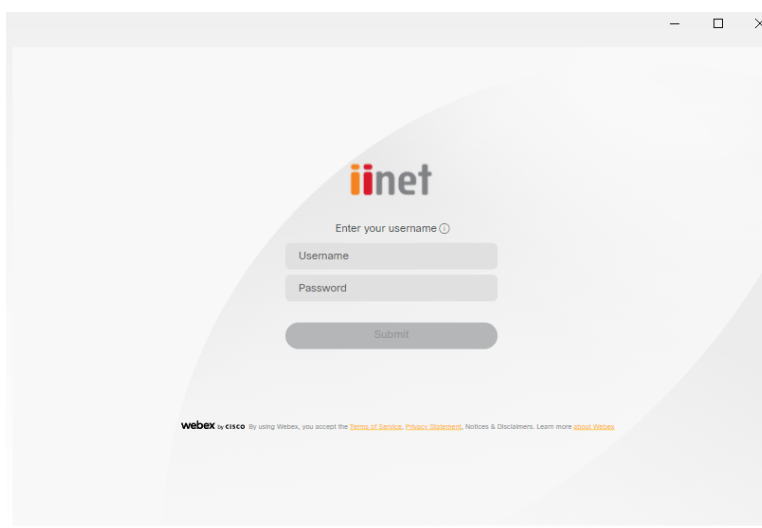 iinet
Enter your username
Username
Password
Submit
webex by CISCO By using Webex, you accept the Terms of Service, Privacy Statement, Notices & Disclaimers. Learn more about Webex